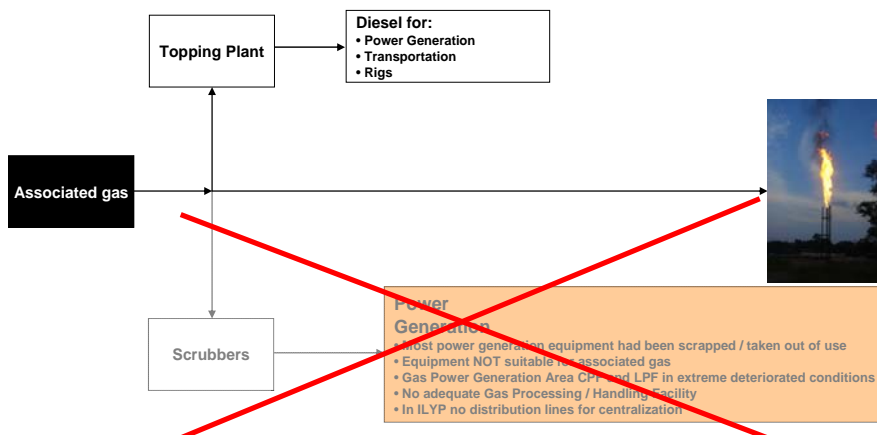 Diesel for:
• Power Generation
• Transportation
• Rigs
Topping Plant
Associated gas
Power
Generation
• Most power generation equipment had been scrapped / taken out of use
• Equipment NOT suitable for associated gas
• Gas Power Generation Area CPF and LPF in extreme deteriorated conditions
• No adequate Gas Processing / Handling Facility
• In ILYP no distribution lines for centralization
Scrubbers